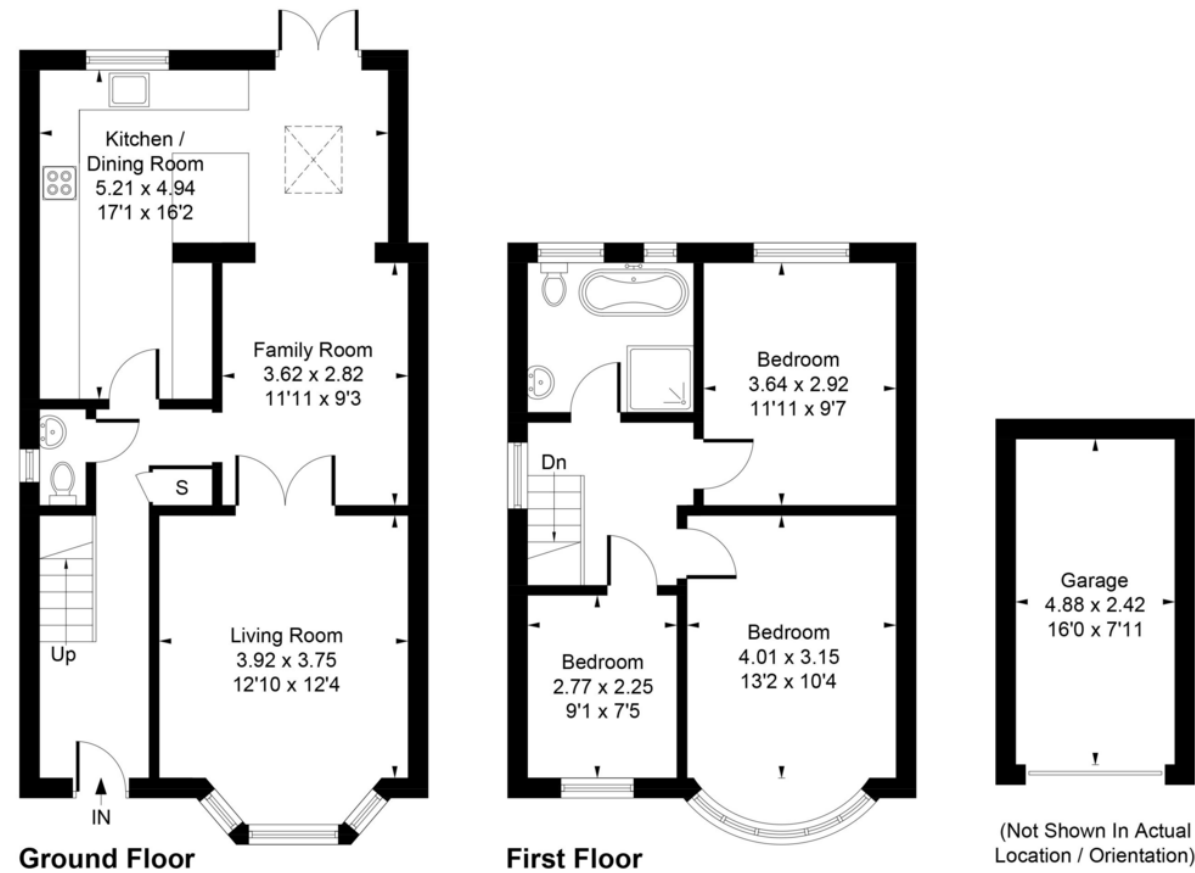 Kitchen /
Dining Room
5.21 x 4.94
17'1 x 16'2
Family Room
3.62 x 2.82
11'11 x 9'3
S
Up
Living Room
3.92 x 3.75
12'10 x 12'4
IN
Ground Floor
Bedroom
3.64 x 2.92
11'11 x 9'7
Dn
Bedroom
2.77 x 2.25
9'1 x 7'5
Bedroom
4.01 x 3.15
13'2 x 10'4
First Floor
Garage
4.88 x 2.42
16'0 x 7'11
(Not Shown In Actual
Location / Orientation)